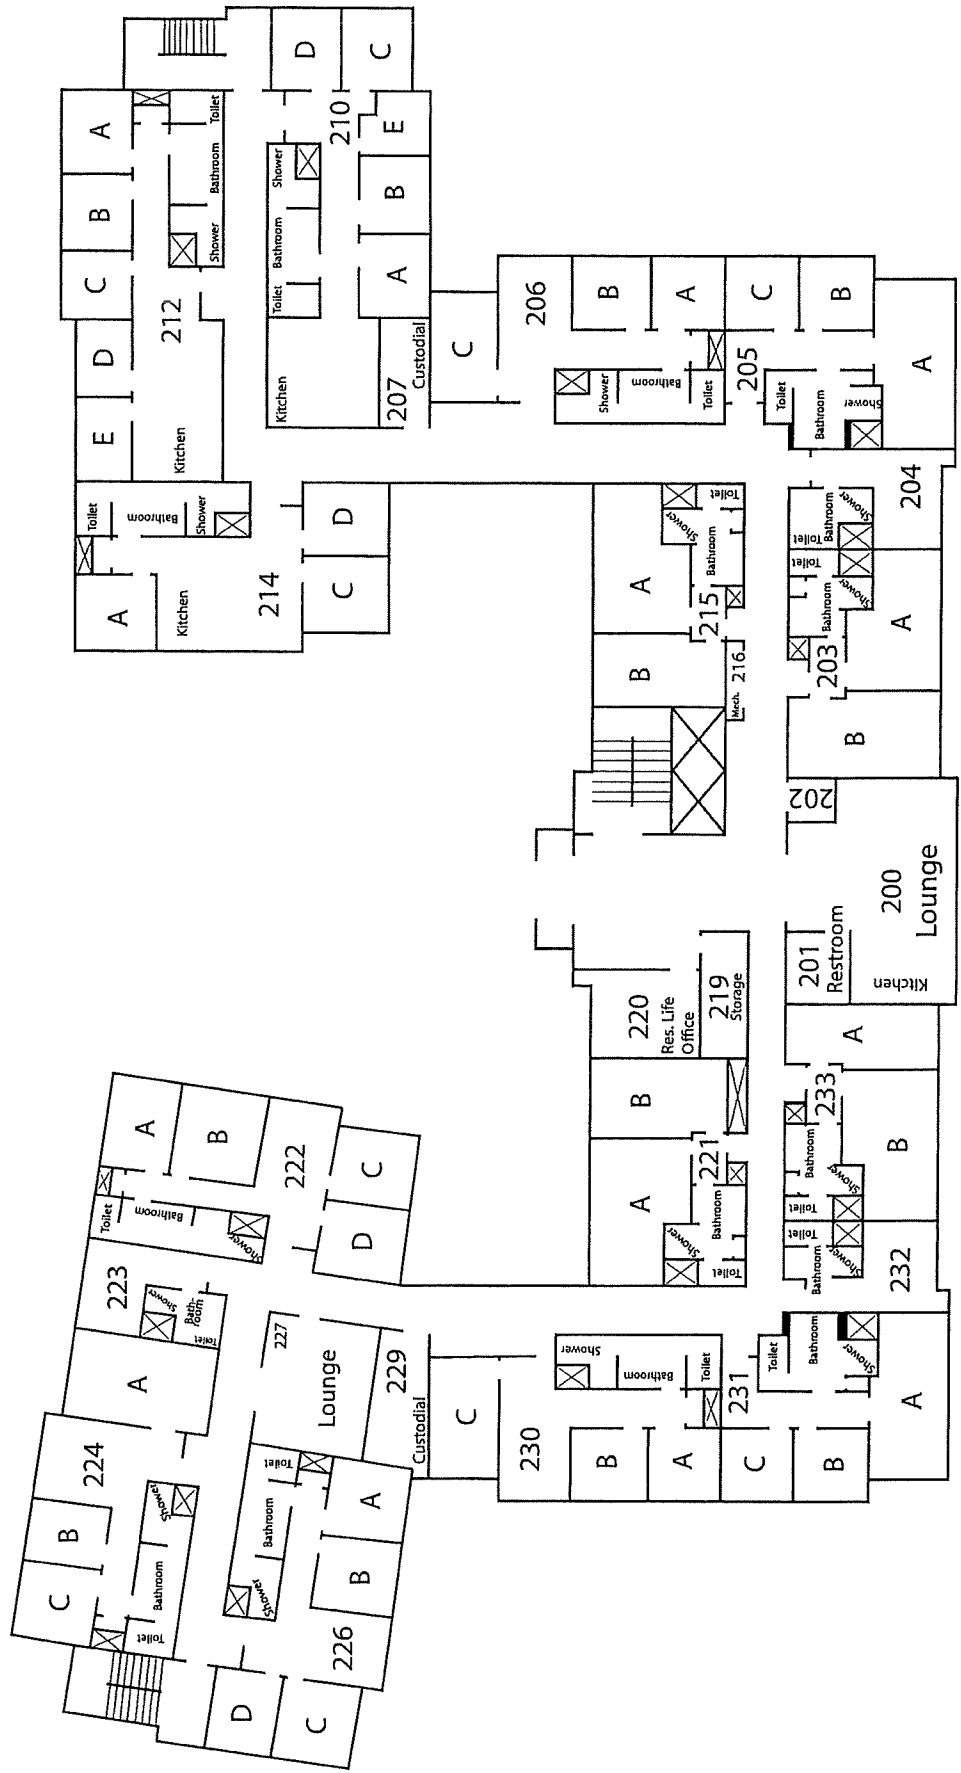 D
C
A
Toilet
210
E
Bathroom
Shower
B
B
Shower
Bathroom
C
A
Toilet
212
206
B
A
C
B
D
Custodial
C
207
Kitchen
205
A
E
Kitchen
Shower
Bathroom
Toilet
Toilet
Bathroom
Shower
204
Toilet
Bathroom
Shower
D
Shower
Toilet
Bathroom
Shower
Toilet
Bathroom
Toilet
Shower
A
C
214
Kitchen
A
215
Bathroom
Shower
203
A
B
216
Mech.
B
202
200
Lounge
201
Restroom
Kitchen
220
Res. Life
Office
219
Storage
A
A
B
B
233
222
C
221
Bathroom
B
Toilet
Bathroom
Shower
D
A
Shower
Bathroom
Toilet
Shower
Toilet
Toilet
Bathroom
232
223
Shower
Bath-
room
Toilet
227
Lounge
229
Custodial
Shower
Bathroom
Toilet
231
Toilet
Bathroom
Shower
A
A
C
230
B
A
C
B
224
Toilet
A
B
Shower
Bathroom
B
C
Bathroom
Toilet
Shower
226
D
C